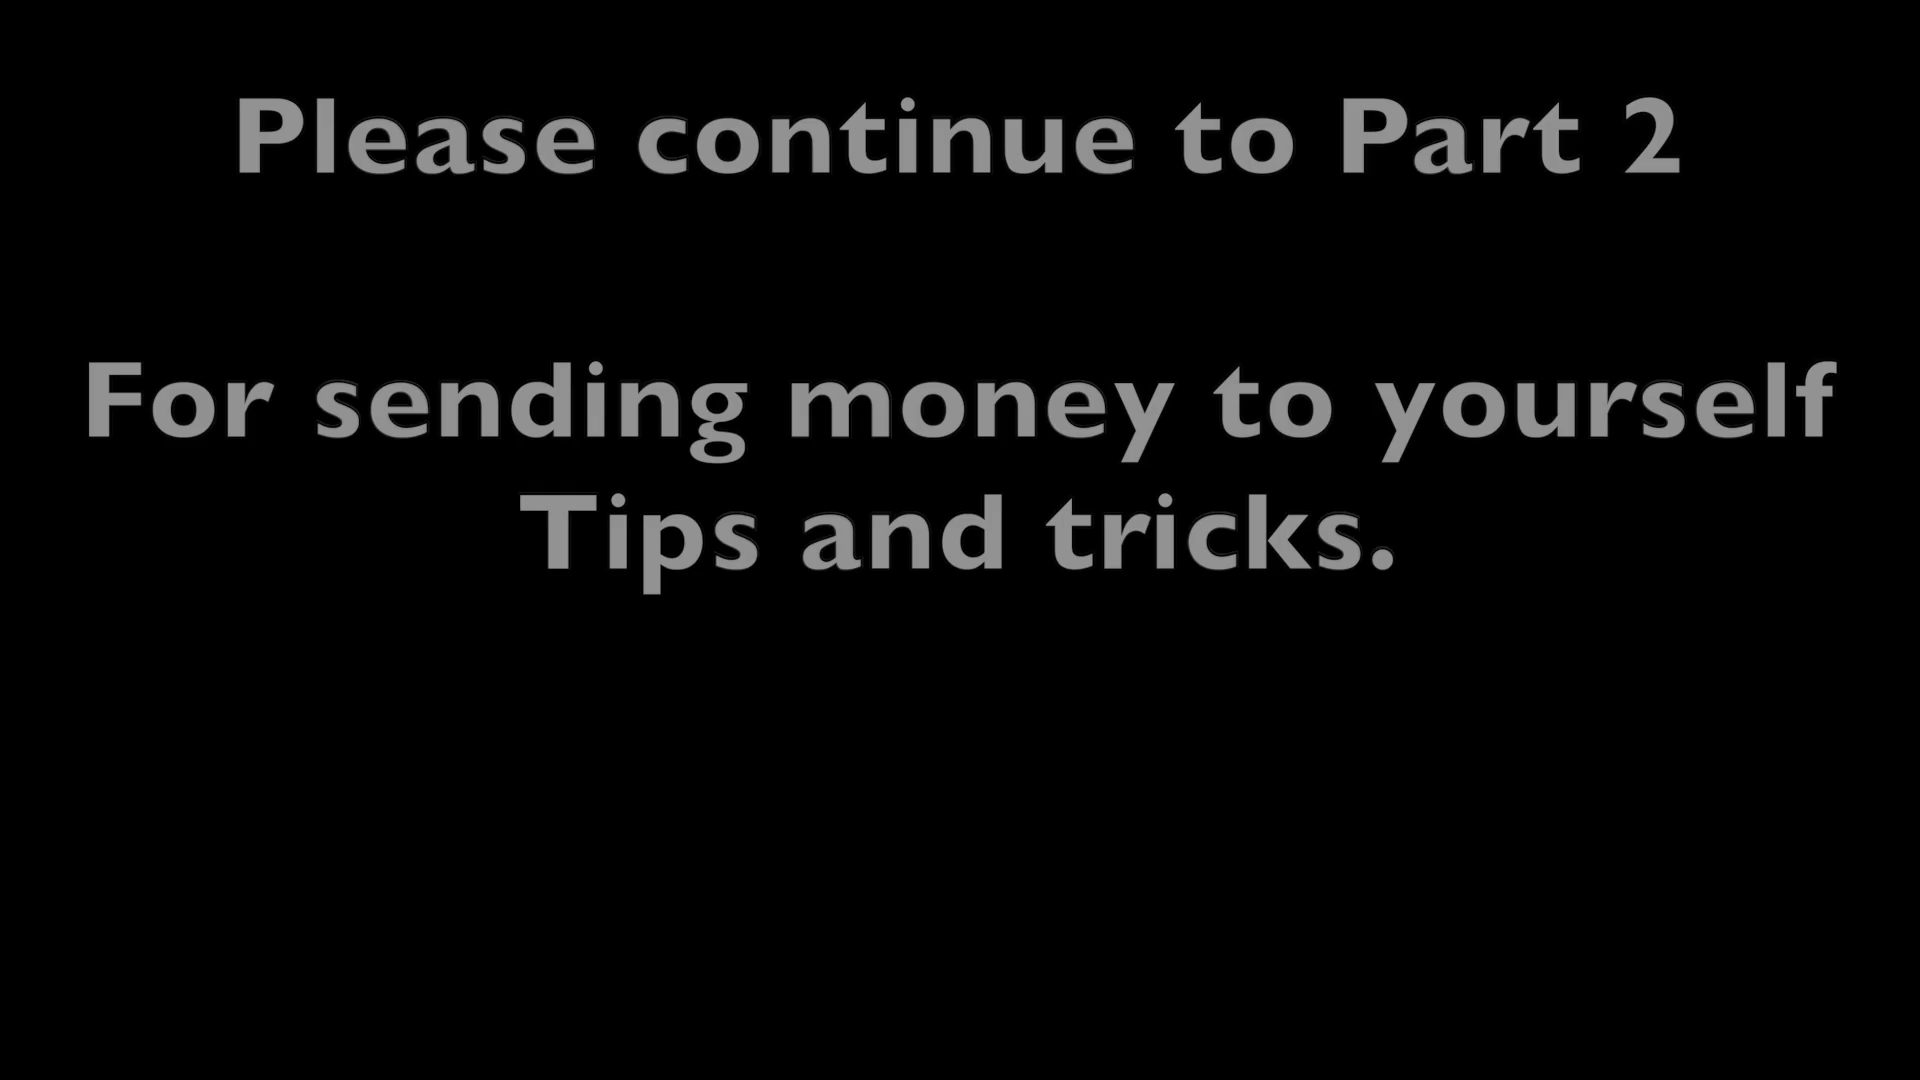 Please continue to Part 2
For sending money to yourself
Tips and tricks.